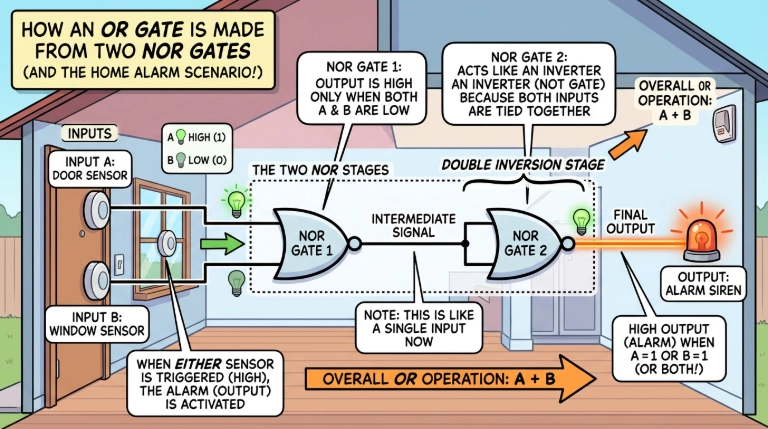 HOW AN OR GATE IS MADE
FROM TWO NOR GATES
(AND THE HOME ALARM SCENARIO!)
NOR GATE 1:
OUTPUT IS HIGH
ONLY WHEN BOTH
A & B ARE LOW
NOR GATE 2:
ACTS LIKE AN INVERTER
AN INVERTER (NOT GATE)
BECAUSE BOTH INPUTS
ARE TIED TOGETHER
OVERALL OR
OPERATION:
A + B
INPUTS
A HIGH (1)
B LOW (0)
INPUT A:
DOOR SENSOR
THE TWO NOR STAGES
DOUBLE INVERSION STAGE
NOR
GATE 1
INTERMEDIATE
SIGNAL
NOR
GATE 2
FINAL
OUTPUT
OUTPUT:
ALARM SIREN
INPUT B:
WINDOW SENSOR
NOTE: THIS IS LIKE
A SINGLE INPUT
NOW
HIGH OUTPUT
(ALARM) WHEN
A=1 OR B=1
(OR BOTH!)
WHEN EITHER SENSOR
IS TRIGGERED (HIGH),
THE ALARM (OUTPUT)
IS ACTIVATED
OVERALL OR OPERATION: A + B